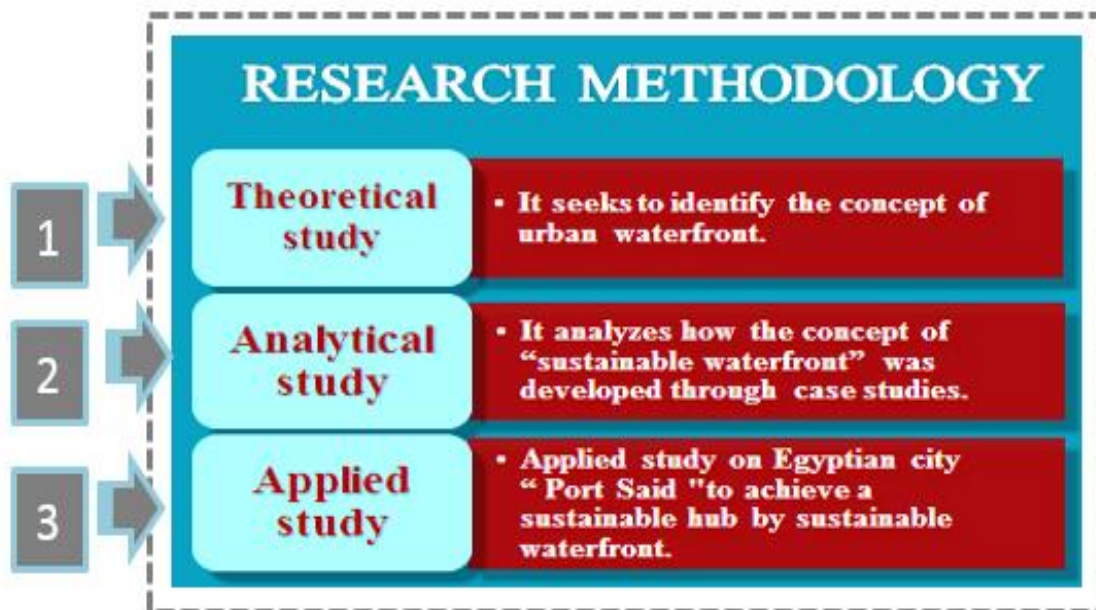 RESEARCH METHODOLOGY
1
Theoretical
study
• It seeks to identify the concept of
urban waterfront.
2
Analytical
study
• It analyzes how the concept of
“sustainable waterfront” was
developed through case studies.
3
Applied
study
• Applied study on Egyptian city
“ Port Said "to achieve a
sustainable hub by sustainable
waterfront.